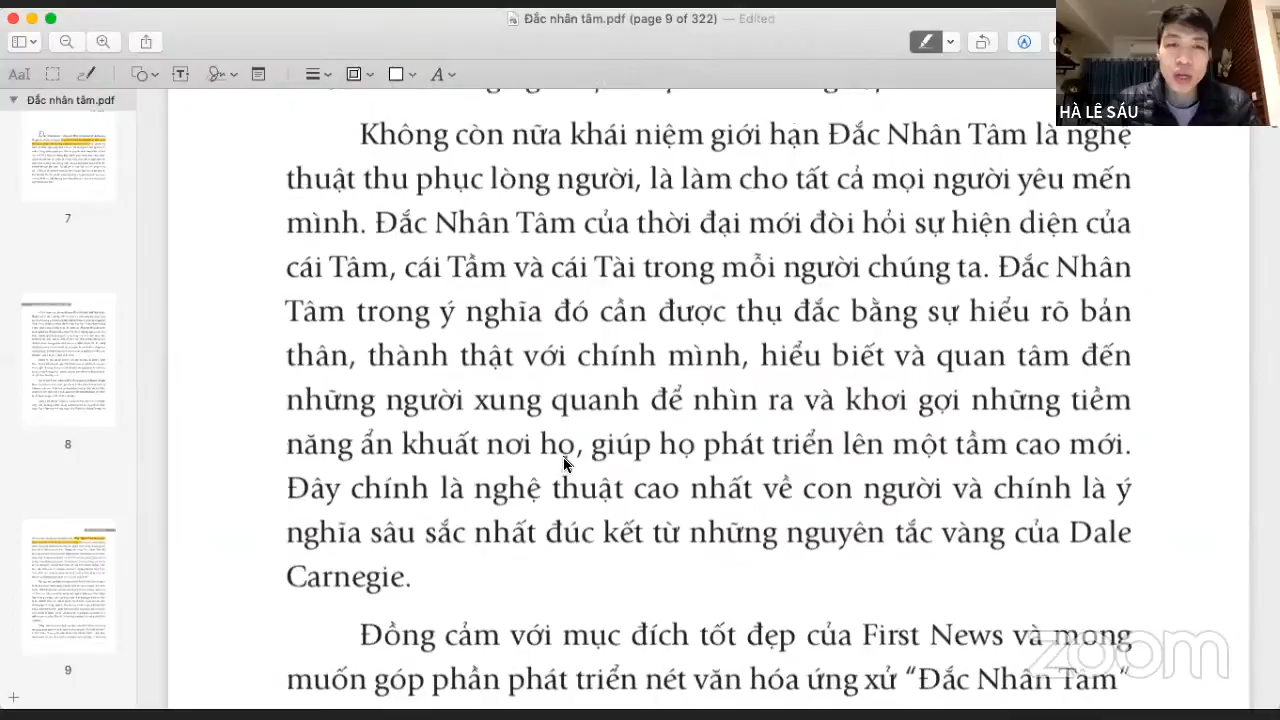 Đắc nhân tâm.pdf (page 9 of 322) — Edited
HÀ LÊ SÁU
Đắc nhân tâm.pdf
7
8
9
Không còn nữa khái niệm giới hạn Đắc Nhân Tâm là nghệ
thuật thu phục lòng người, là làm cho tất cả mọi người yêu mến
mình. Đắc Nhân Tâm của thời đại mới đòi hỏi sự hiện diện của
cái Tâm, cái Tầm và cái Tài trong mỗi người chúng ta. Đắc Nhân
Tâm trong ý nghĩa đó cần được thu đắc bằng sự hiểu rõ bản
thân, thành thật với chính mình, hiểu biết và quan tâm đến
những người xung quanh để nhìn ra và khơi gợi những tiềm
năng ẩn khuất nơi họ, giúp họ phát triển lên một tầm cao mới.
Đây chính là nghệ thuật cao nhất về con người và chính là ý
nghĩa sâu sắc nhất đúc kết từ những nguyên tắc vàng của Dale
Carnegie.
Đồng cảm với mục đích tốt đẹp của First News và mong
muốn góp phần phát triển nét văn hóa ứng xử “Đắc Nhân Tâm”
zoom